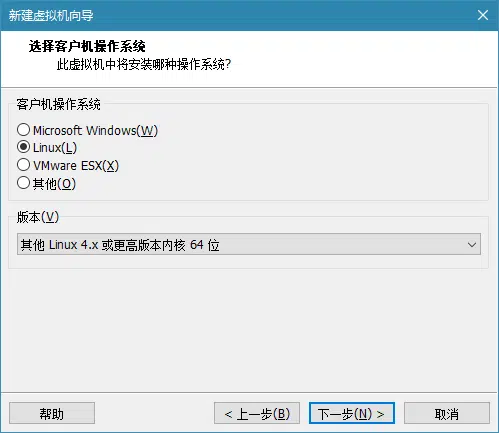 新建虚拟机向导
选择客户机操作系统
此虚拟机中将安装哪种操作系统?
客户机操作系统
Microsoft Windows(W)
Linux(L)
VMware ESX(X)
其他(O)
版本(V)
其他 Linux 4.x 或更高版本内核 64 位
帮助
< 上一步(B)
下一步(N) >
取消